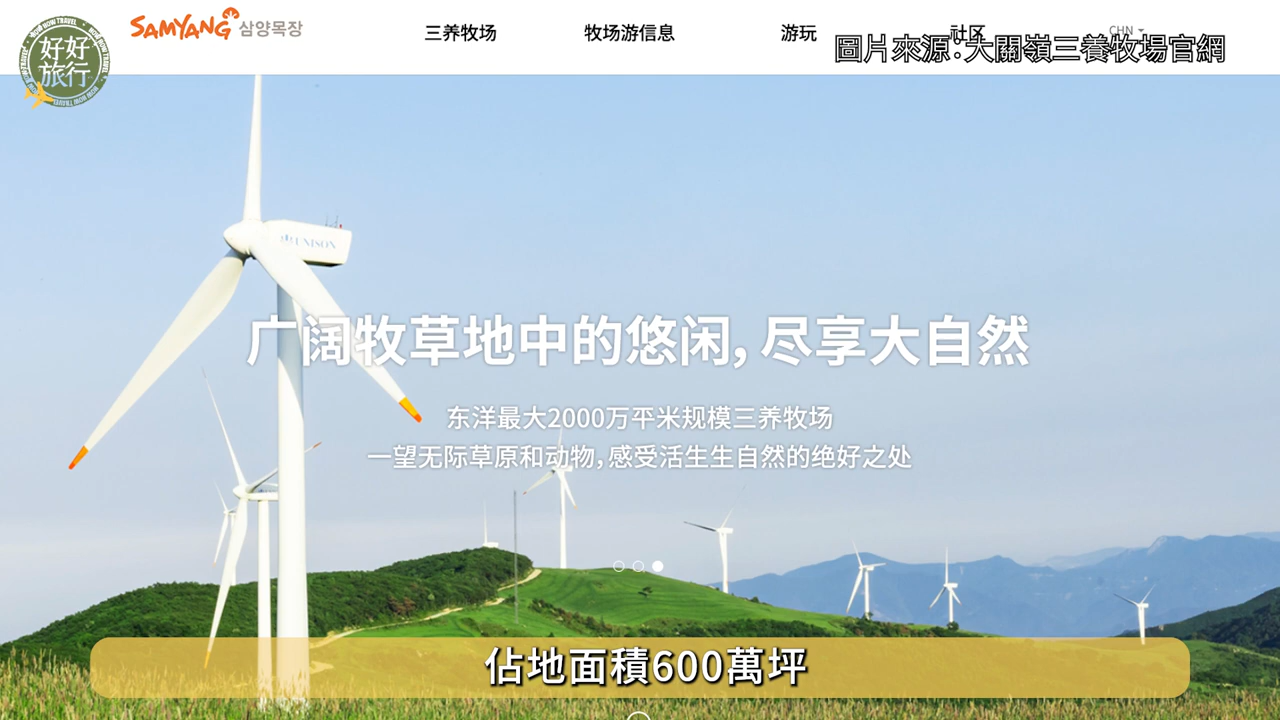 HOW HOW TRAVEL
好好
旅行
SAMYANG 삼양목장
三养牧场
牧场游信息
游玩
社区
CHN
圖片來源:大關嶺三養牧場官網
UNISON
广阔牧草地中的悠闲，尽享大自然
东洋最大2000万平米规模三养牧场
一望无际草原和动物，感受活生生自然的绝好之处
佔地面積600萬坪